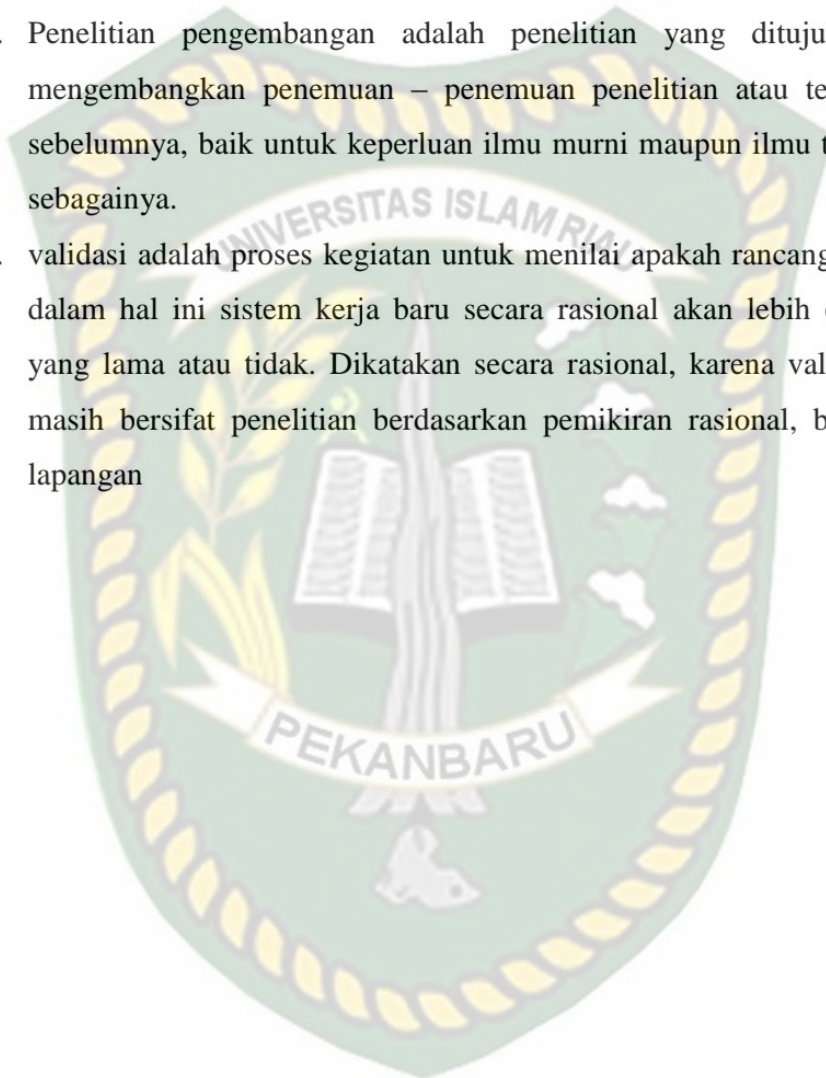 . Penelitian pengembangan adalah penelitian yang dituju
mengembangkan penemuan – penemuan penelitian atau te
sebelumnya, baik untuk keperluan ilmu murni maupun ilmu t
sebagainya.
UNIVERSITAS ISLAM RIAU
. validasi adalah proses kegiatan untuk menilai apakah rancang
dalam hal ini sistem kerja baru secara rasional akan lebih
yang lama atau tidak. Dikatakan secara rasional, karena val
masih bersifat penelitian berdasarkan pemikiran rasional, b
lapangan
PEKANBARU